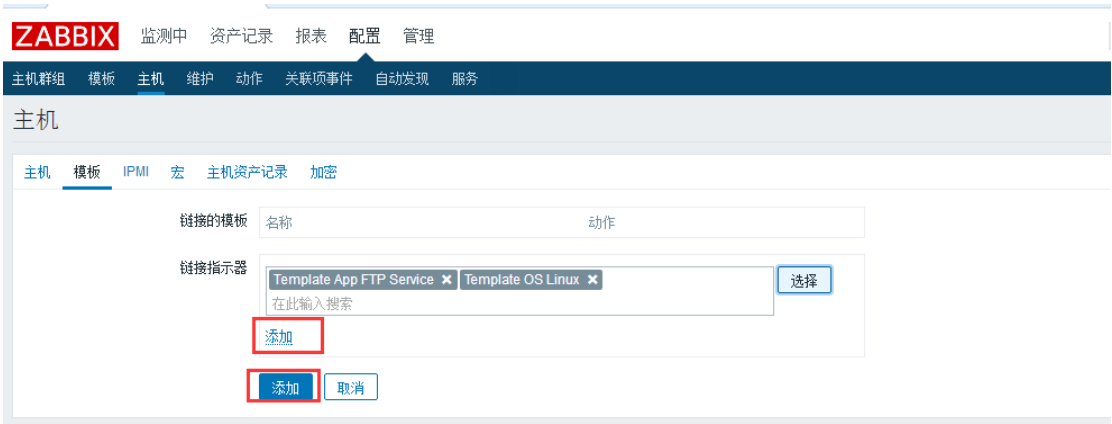 ZABBIX 监测中 资产记录 报表 配置 管理
主机群组 模板 主机 维护 动作 关联项事件 自动发现 服务
主机
主机 模板 IPMI 宏 主机资产记录 加密
链接的模板 名称 动作
链接指示器 Template App FTP Service ✕ Template OS Linux ✕ 选择
在此输入搜索
添加
添加 取消